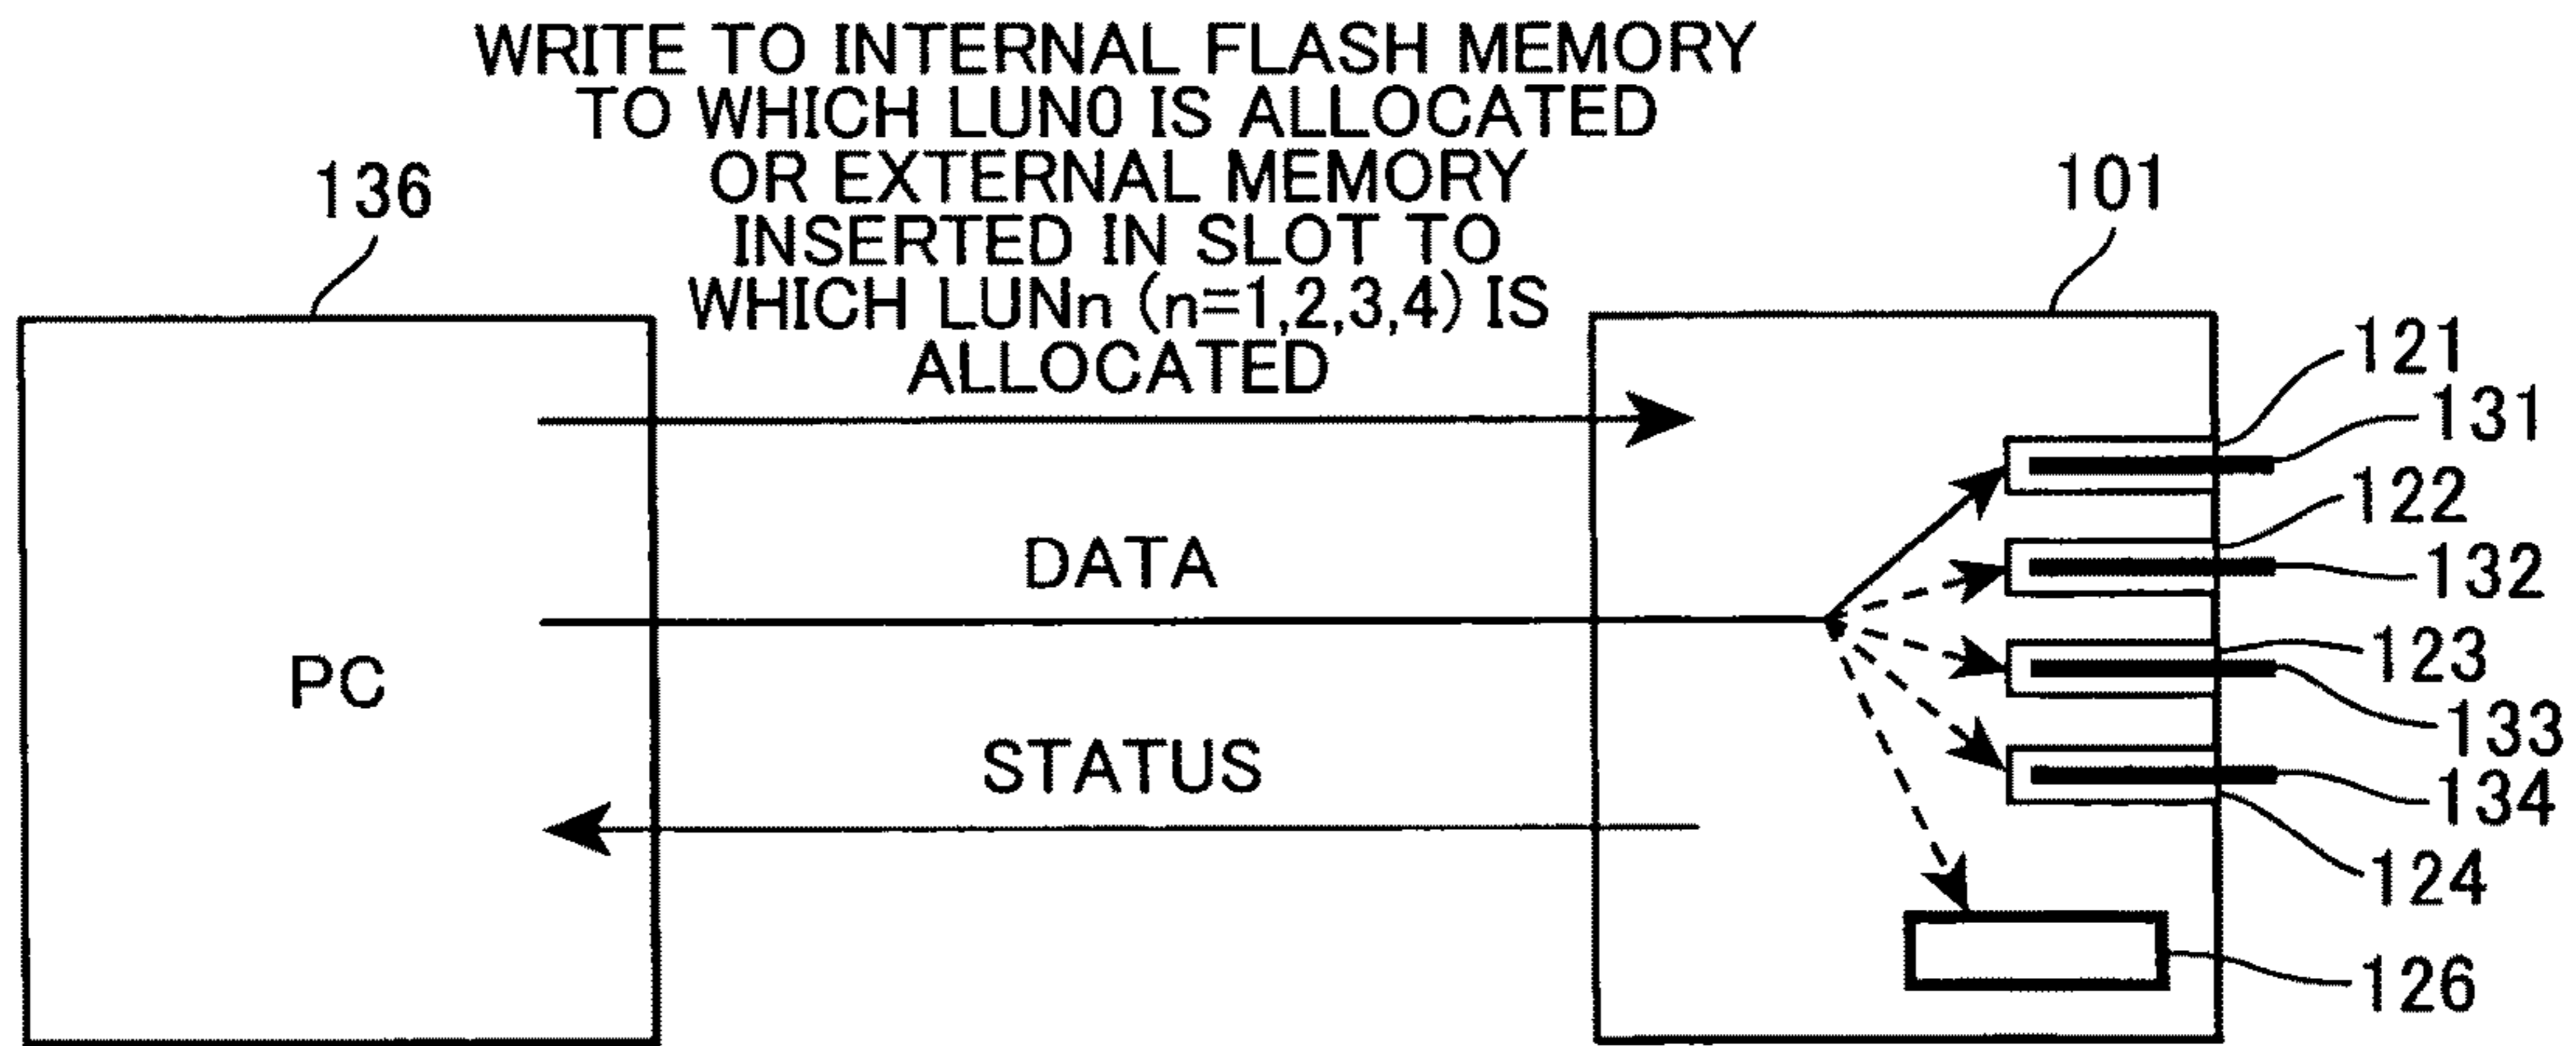 WRITE TO INTERNAL FLASH MEMORY
TO WHICH LUN0 IS ALLOCATED
OR EXTERNAL MEMORY
INSERTED IN SLOT TO
WHICH LUNn (n=1,2,3,4) IS
ALLOCATED
136
101
121
131
122
DATA
132
123
PC
133
STATUS
134
124
126